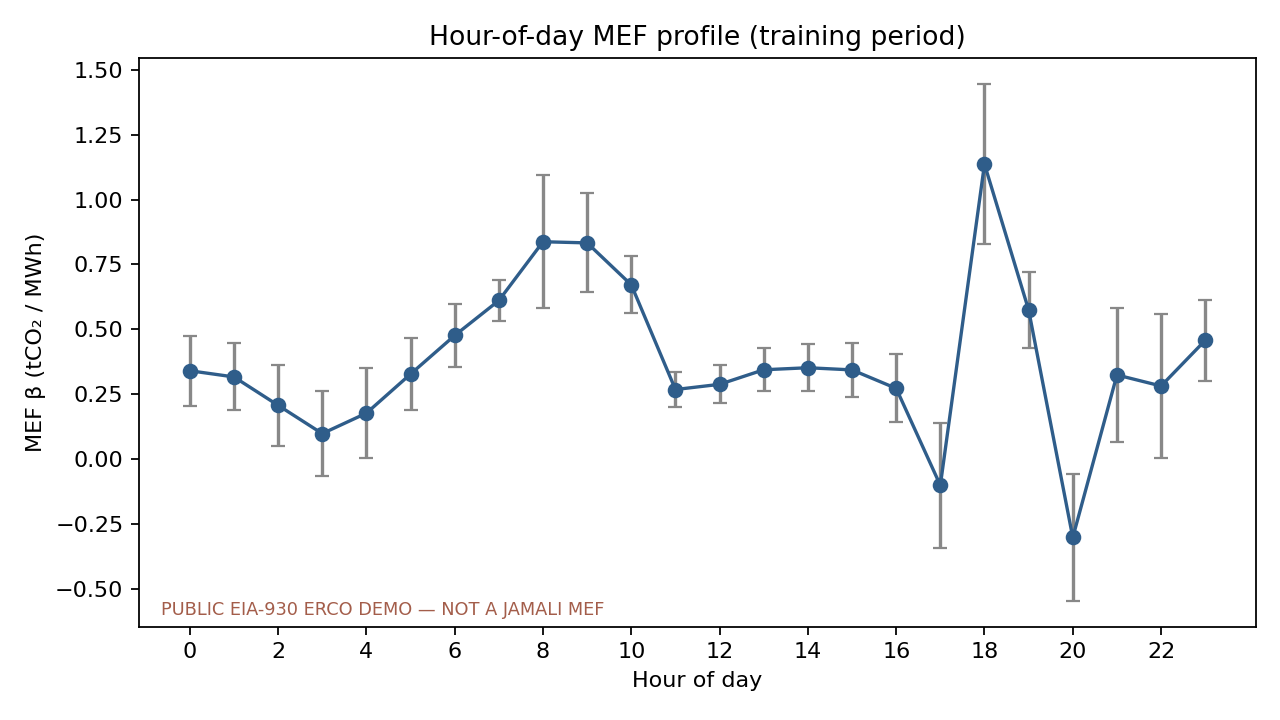 Hour-of-day MEF profile (training period)
MEF β (tCO₂ / MWh)
1.50
1.25
1.00
0.75
0.50
0.25
0.00
−0.25
−0.50
PUBLIC EIA-930 ERCO DEMO — NOT A JAMALI MEF
0 2 4 6 8 10 12 14 16 18 20 22
Hour of day